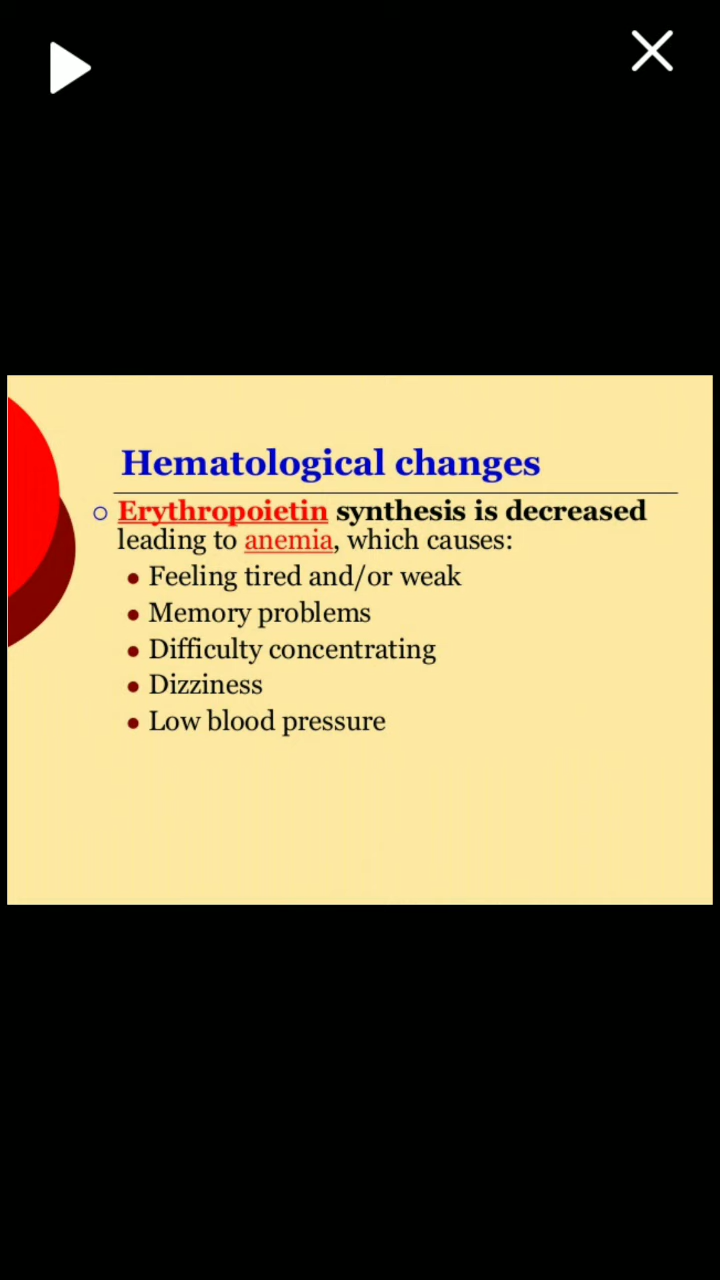 Hematological changes
Erythropoietin synthesis is decreased
leading to anemia, which causes:
Feeling tired and/or weak
Memory problems
Difficulty concentrating
Dizziness
Low blood pressure